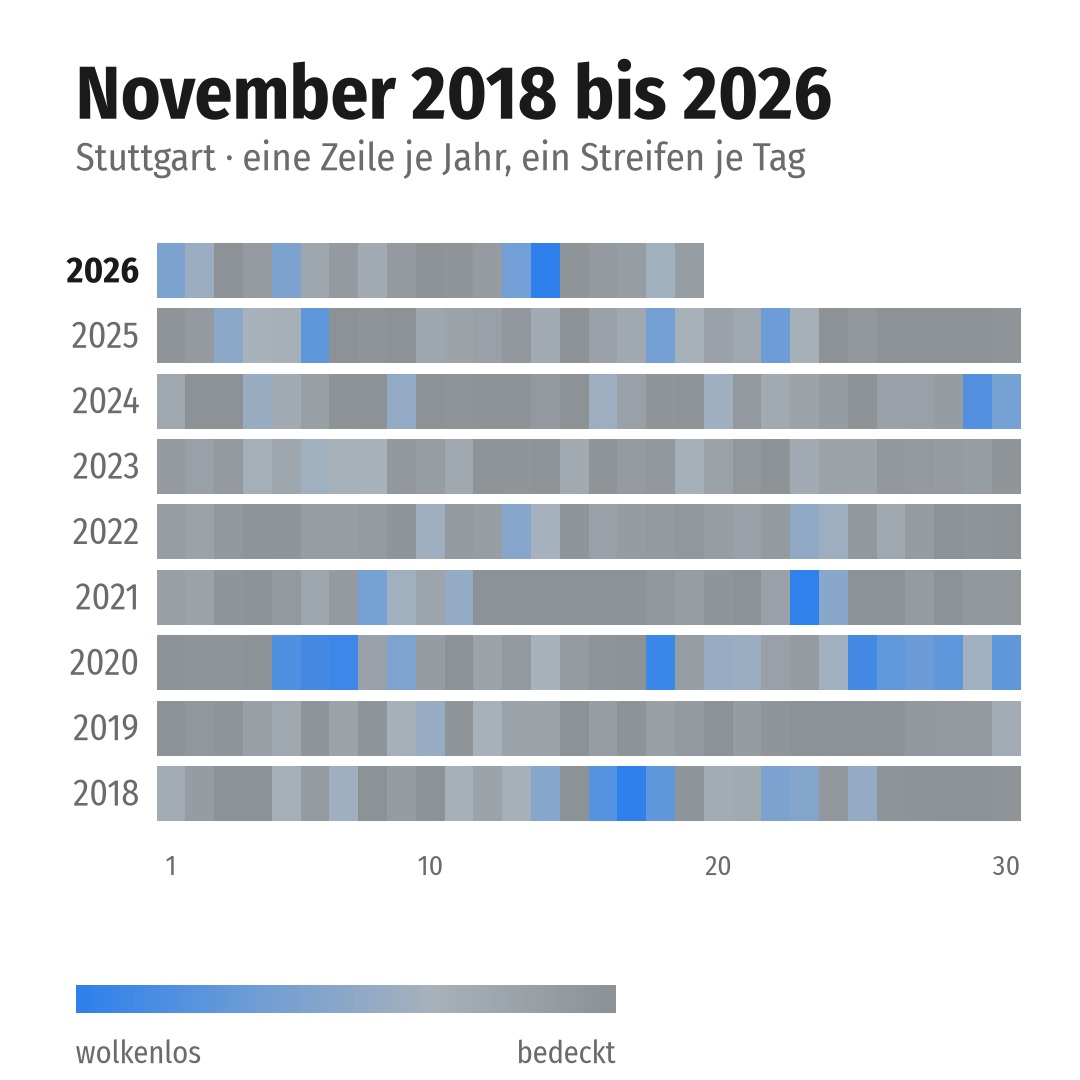 November 2018 bis 2026
Stuttgart · eine Zeile je Jahr, ein Streifen je Tag
2026
2025
2024
2023
2022
2021
2020
2019
2018
1 10 20 30
wolkenlos bedeckt